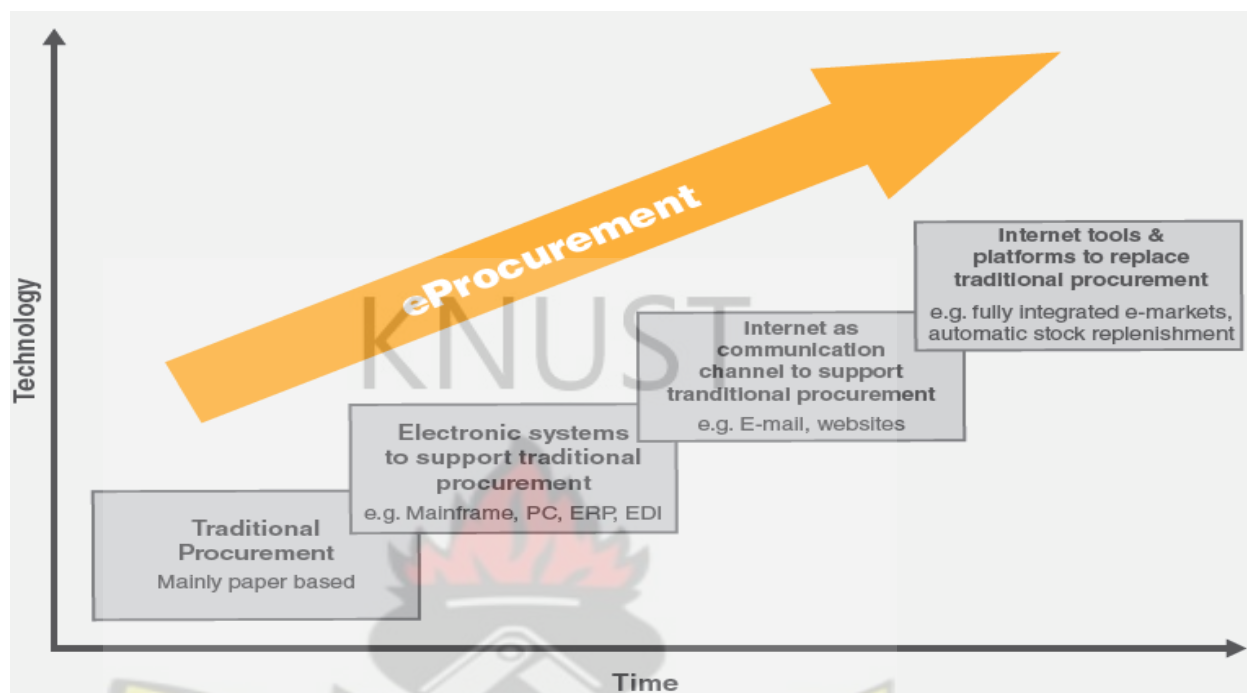 Technology
eProcurement
KNUST
Internet tools &
platforms to replace
traditional procurement
e.g. fully integrated e-markets,
automatic stock replenishment
Internet as
communication
channel to support
tranditional procurement
e.g. E-mail, websites
Electronic systems
to support traditional
procurement
e.g. Mainframe, PC, ERP, EDI
Traditional
Procurement
Mainly paper based
Time